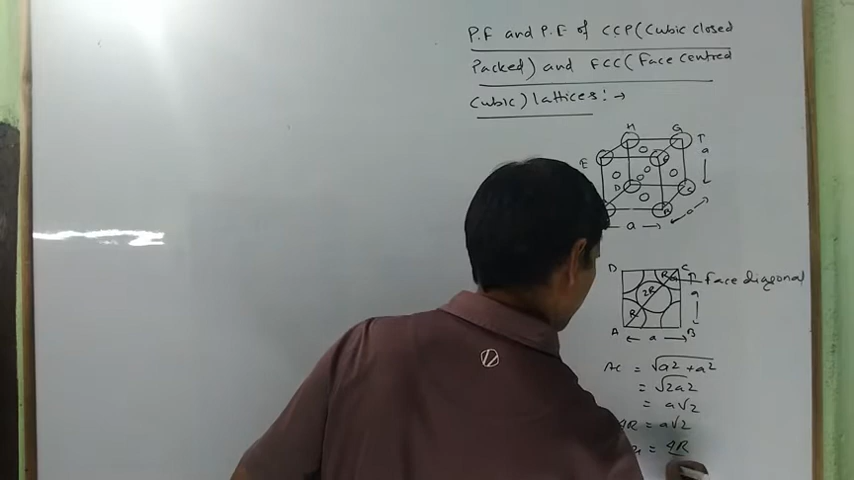 P.F and P.E of CCP (Cubic closed
Packed) and FCC (Face Centred
Cubic) lattices: →
H G
E
a
D C
a
a
D C
R
2R Face diagonal
R a
A B
a
AC = √a2 + a2
= √2a2
= a√2
4R = a√2
= 4R